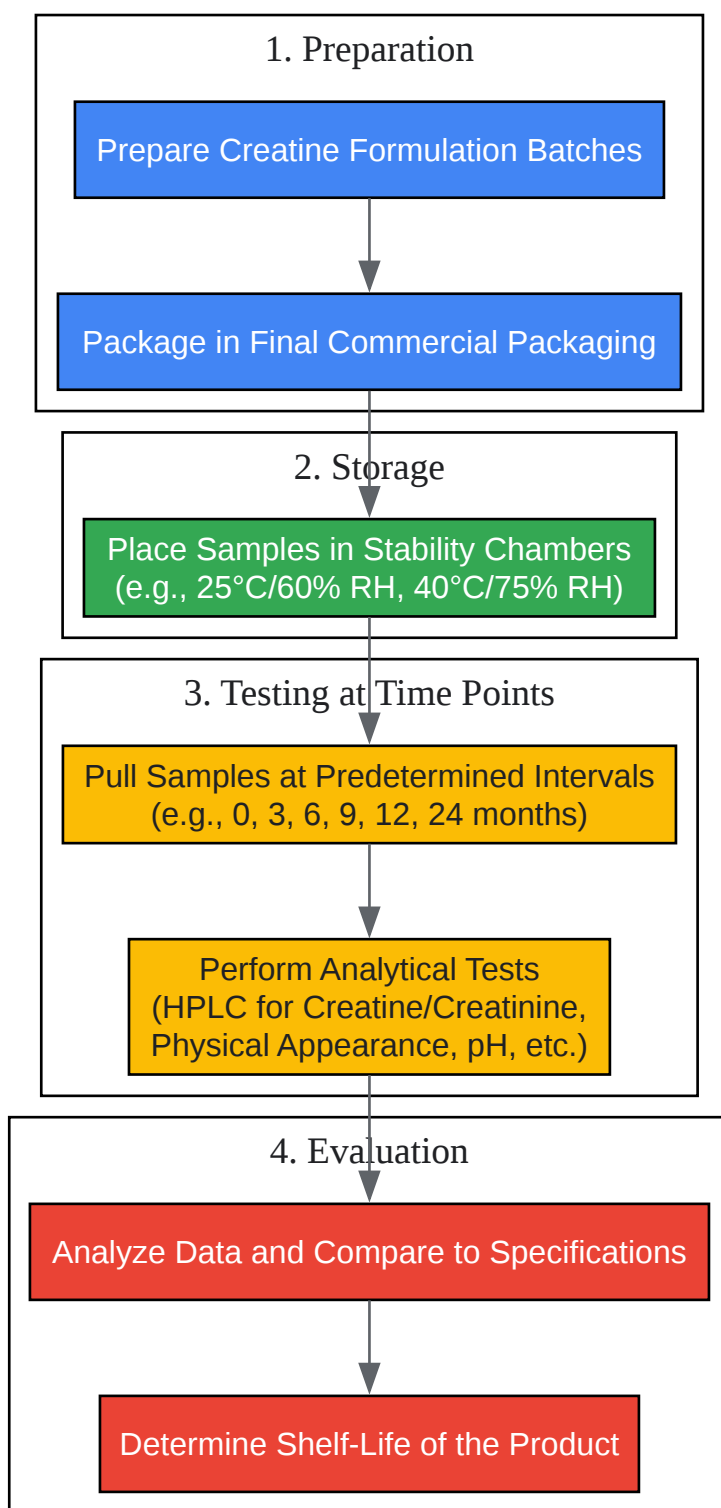 1. Preparation
Prepare Creatine Formulation Batches
Package in Final Commercial Packaging
2. Storage
Place Samples in Stability Chambers
(e.g., 25°C/60% RH, 40°C/75% RH)
3. Testing at Time Points
Pull Samples at Predetermined Intervals
(e.g., 0, 3, 6, 9, 12, 24 months)
Perform Analytical Tests
(HPLC for Creatine/Creatinine,
Physical Appearance, pH, etc.)
4. Evaluation
Analyze Data and Compare to Specifications
Determine Shelf-Life of the Product